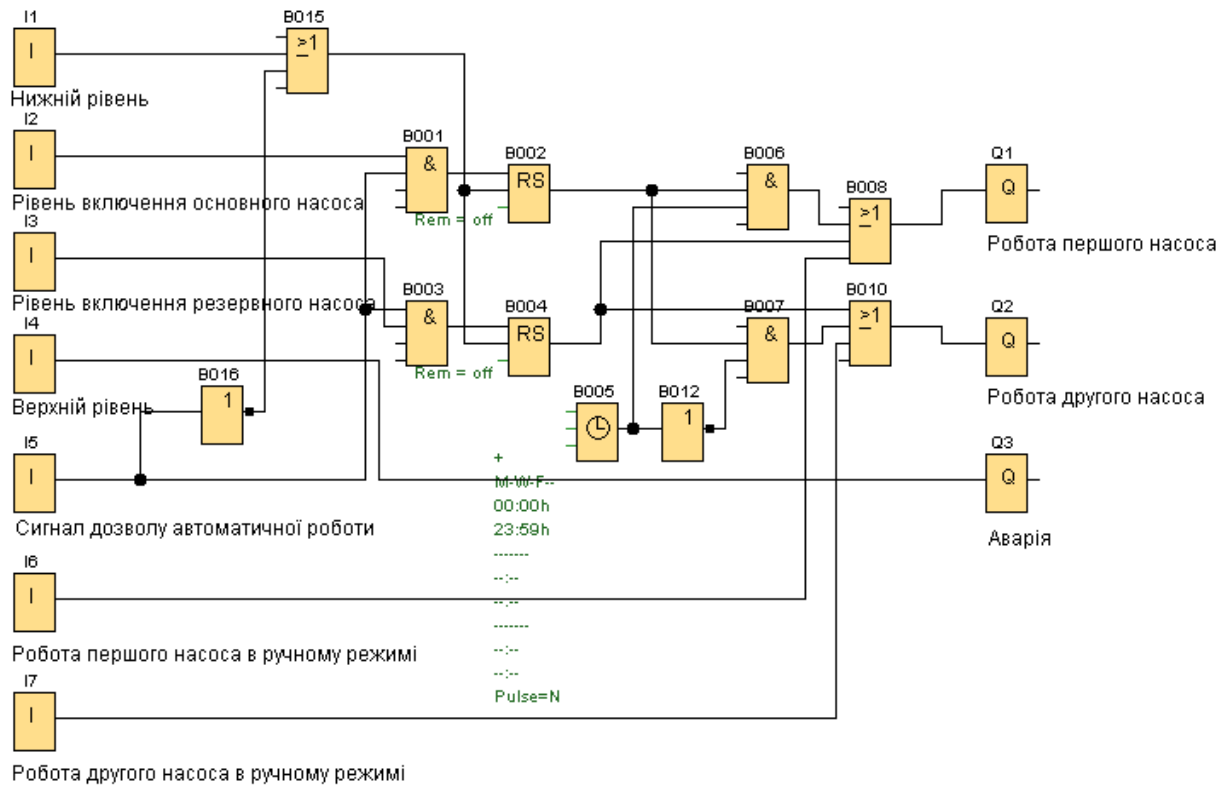 I1
I
Нижній рівень
B015
>1
I2
I
Рівень включення основного насоса
B001
&
Rem = off
B002
RS
B006
&
B008
>1
Q1
Q
Робота першого насоса
I3
I
Рівень включення резервного насоса
B003
&
Rem = off
B004
RS
B007
&
B010
>1
Q2
Q
Робота другого насоса
I4
I
Верхній рівень
B016
1
B005
B012
1
I5
I
Сигнал дозволу автоматичної роботи
Q3
Q
Аварія
+
M-W-F--
00:00h
23:59h
-------
--:--
--:--
-------
--:--
--:--
Pulse=N
I6
I
Робота першого насоса в ручному режимі
I7
I
Робота другого насоса в ручному режимі